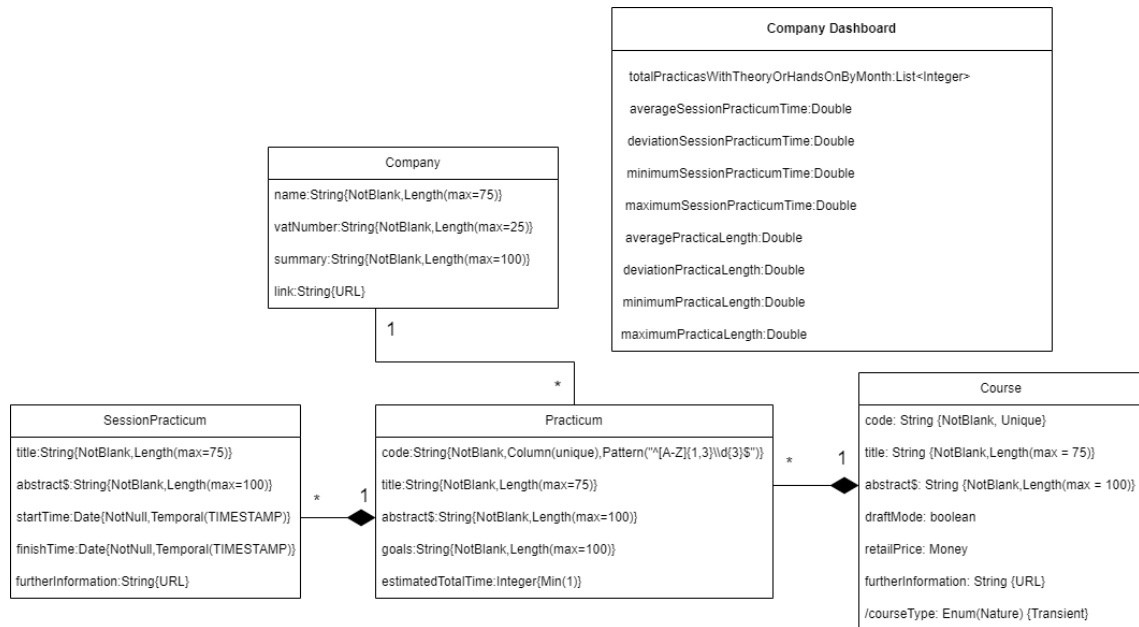 Company Dashboard
totalPracticasWithTheoryOrHandsOnByMonth:List<Integer>
averageSessionPracticumTime:Double
deviationSessionPracticumTime:Double
minimumSessionPracticumTime:Double
maximumSessionPracticumTime:Double
averagePracticaLength:Double
deviationPracticaLength:Double
minimumPracticaLength:Double
maximumPracticaLength:Double
Company
name:String{NotBlank,Length(max=75)}
vatNumber:String{NotBlank,Length(max=25)}
summary:String{NotBlank,Length(max=100)}
link:String{URL}
1
*
SessionPracticum
title:String{NotBlank,Length(max=75)}
abstract$:String{NotBlank,Length(max=100)}
startTime:Date{NotNull,Temporal(TIMESTAMP)}
finishTime:Date{NotNull,Temporal(TIMESTAMP)}
furtherInformation:String{URL}
*
1
Practicum
code:String{NotBlank,Column(unique),Pattern("^[A-Z]{1,3}\\d{3}$")}
title:String{NotBlank,Length(max=75)}
abstract$:String{NotBlank,Length(max=100)}
goals:String{NotBlank,Length(max=100)}
estimatedTotalTime:Integer{Min(1)}
*
1
Course
code: String {NotBlank, Unique}
title: String {NotBlank,Length(max = 75)}
abstract$: String {NotBlank,Length(max = 100)}
draftMode: boolean
retailPrice: Money
furtherInformation: String {URL}
/courseType: Enum(Nature) {Transient}